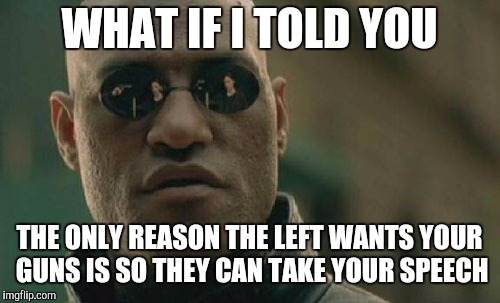 WHAT IF I TOLD YOU
THE ONLY REASON THE LEFT WANTS YOUR
GUNS IS SO THEY CAN TAKE YOUR SPEECH
imgflip.com